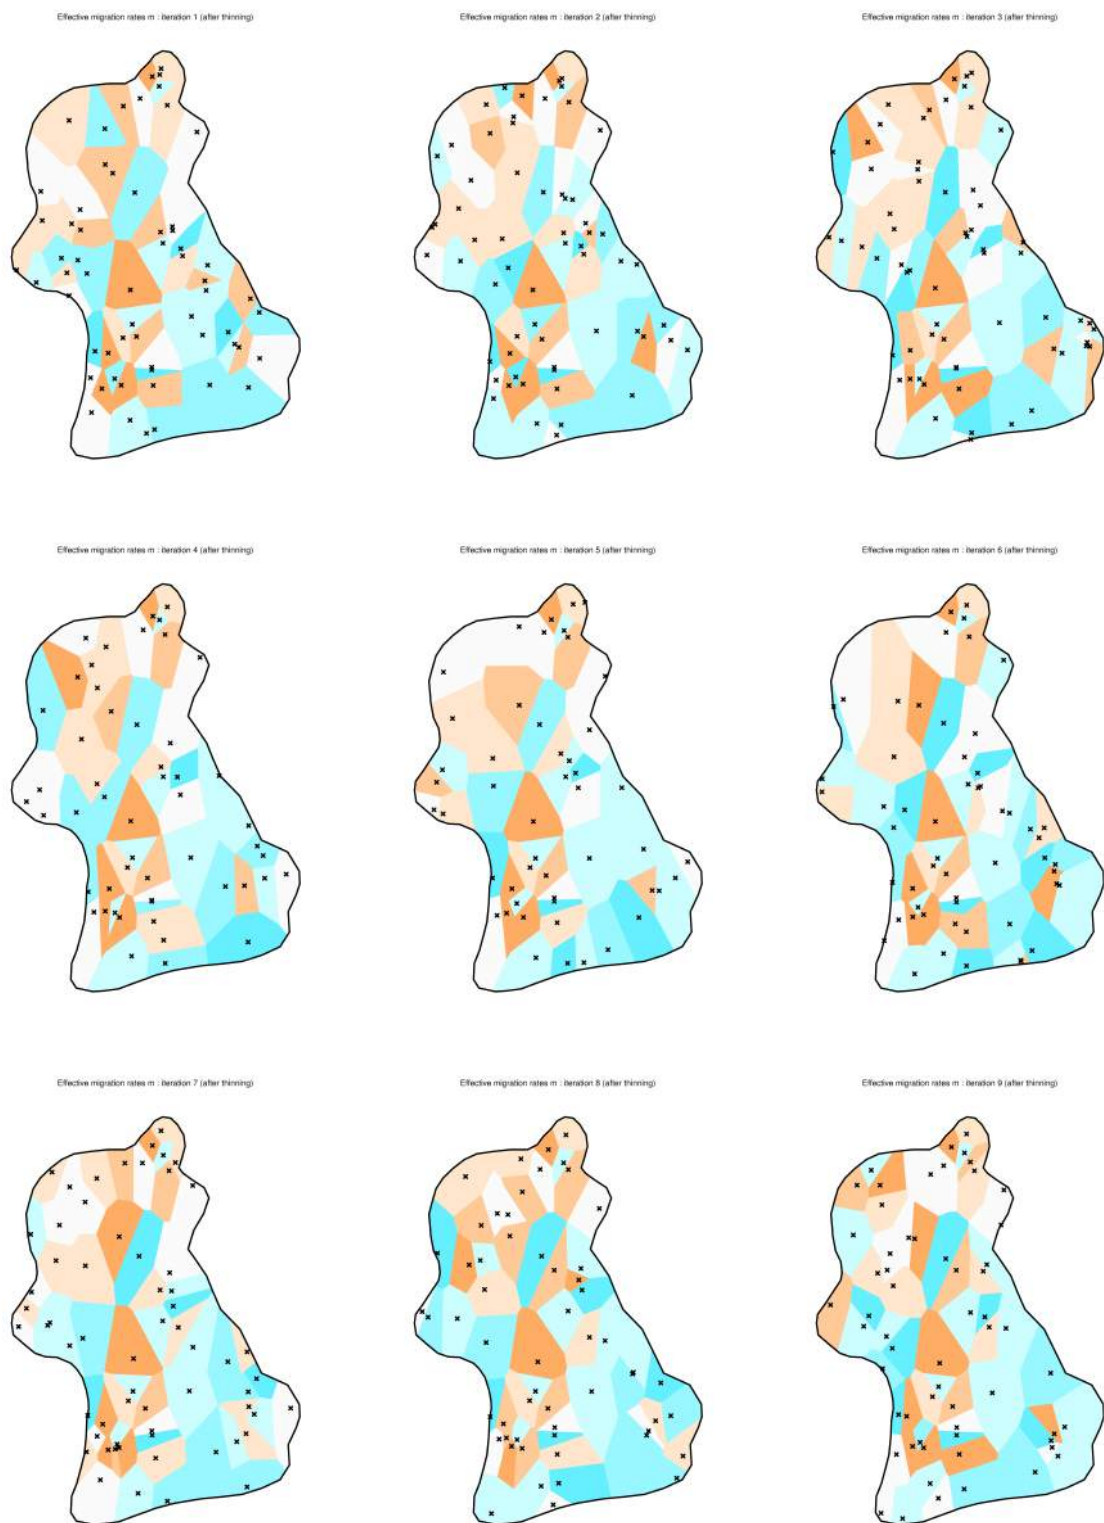 Effective migration rates m : iteration 1 (after thinning)
Effective migration rates m : iteration 2 (after thinning)
Effective migration rates m : iteration 3 (after thinning)
Effective migration rates m : iteration 4 (after thinning)
Effective migration rates m : iteration 5 (after thinning)
Effective migration rates m : iteration 6 (after thinning)
Effective migration rates m : iteration 7 (after thinning)
Effective migration rates m : iteration 8 (after thinning)
Effective migration rates m : iteration 9 (after thinning)